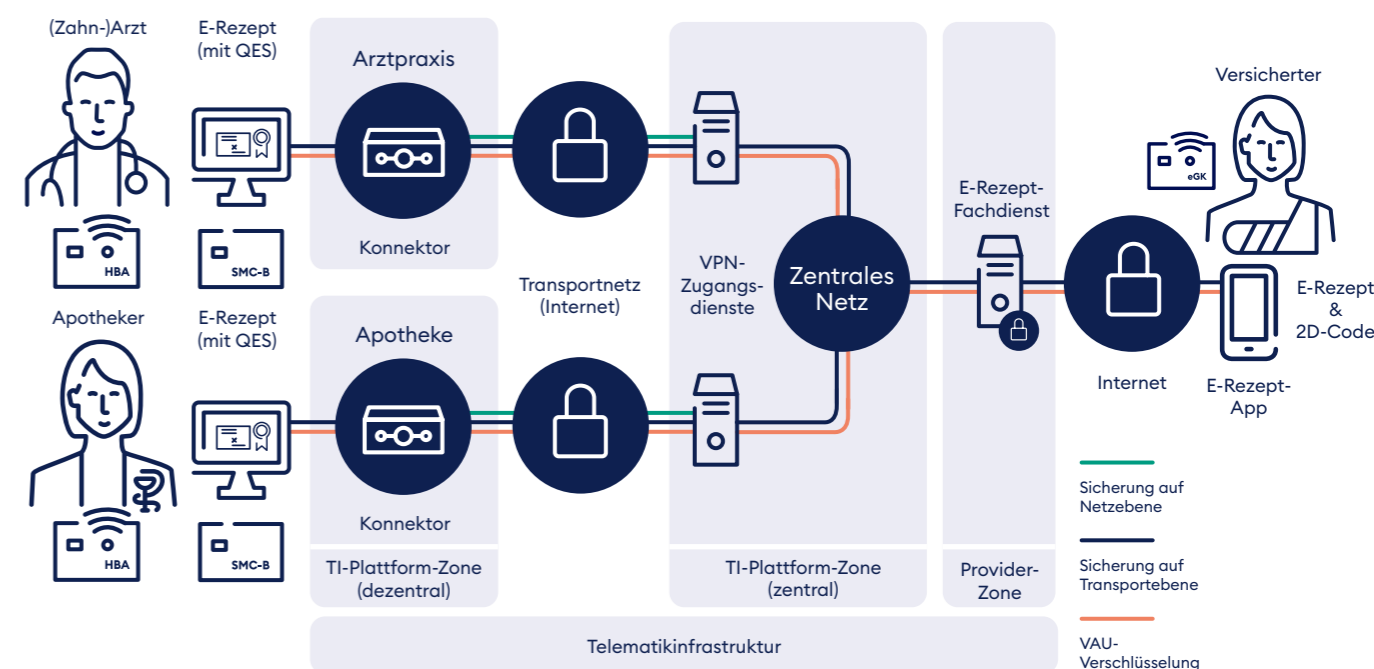 (Zahn-)Arzt
E-Rezept
(mit QES)
Arztpraxis
Konnektor
HBA
SMC-B
Apotheker
E-Rezept
(mit QES)
Apotheke
Konnektor
HBA
SMC-B
TI-Plattform-Zone
(dezentral)
Transportnetz
(Internet)
VPN-
Zugangs-
dienste
Zentrales
Netz
TI-Plattform-Zone
(zentral)
E-Rezept-
Fachdienst
Provider-
Zone
Telematikinfrastruktur
Internet
Versicherter
eGK
E-Rezept
&
2D-Code
E-Rezept-
App
Sicherung auf
Netzebene
Sicherung auf
Transportebene
VAU-
Verschlüsselung